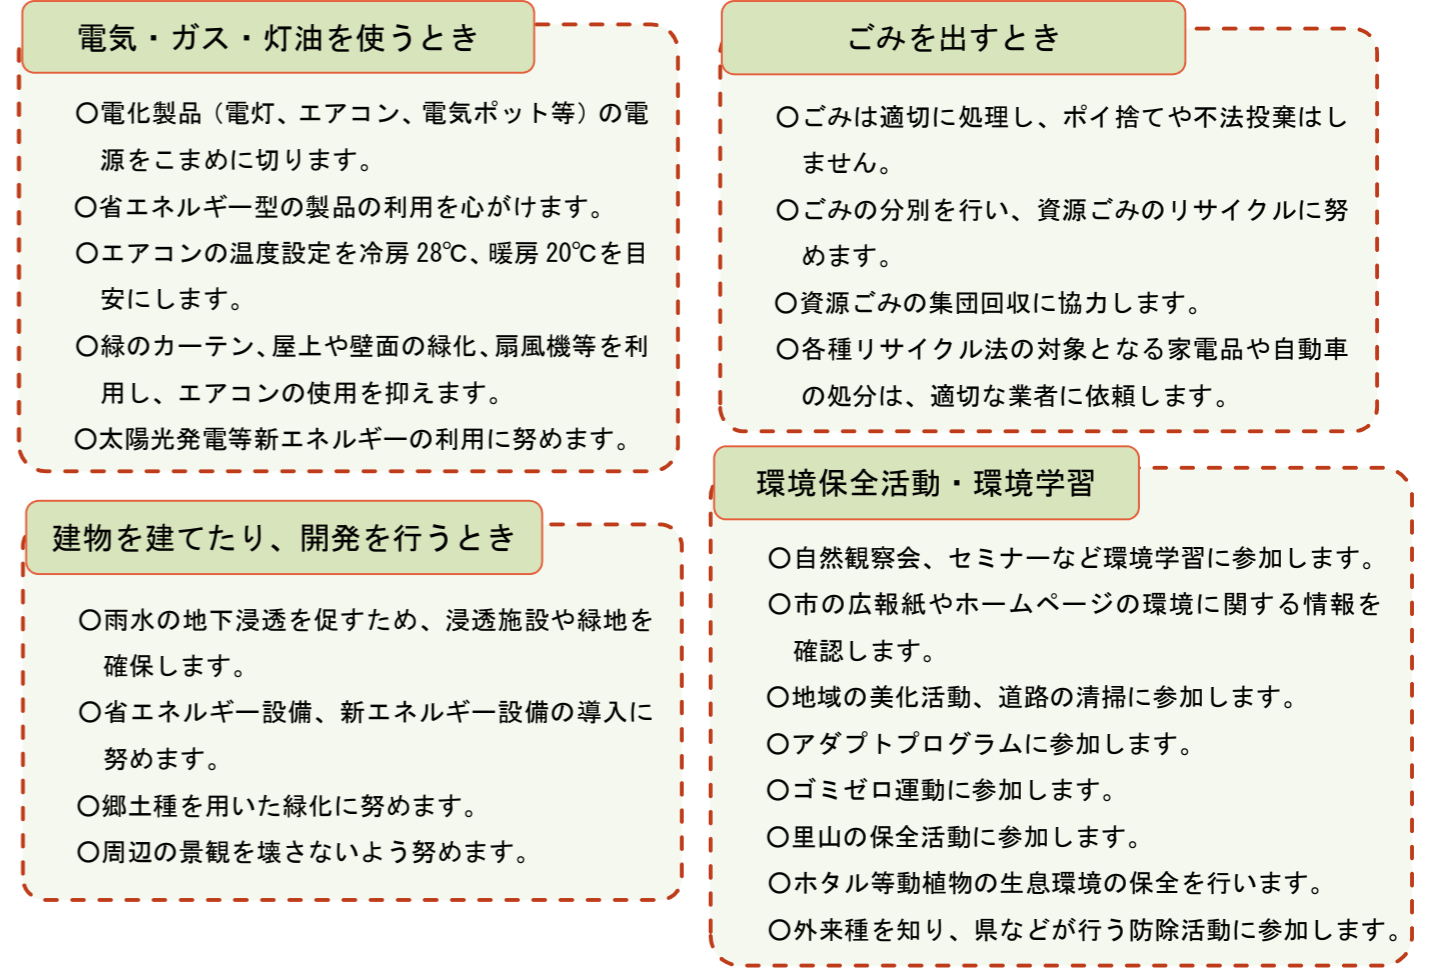 電気・ガス・灯油を使うとき
〇電化製品（電灯、エアコン、電気ポット等）の電
源をこまめに切ります。
〇省エネルギー型の製品の利用を心がけます。
〇エアコンの温度設定を冷房28℃、暖房20℃を目
安にします。
〇緑のカーテン、屋上や壁面の緑化、扇風機等を利
用し、エアコンの使用を抑えます。
〇太陽光発電等新エネルギーの利用に努めます。
建物を建てたり、開発を行うとき
〇雨水の地下浸透を促すため、浸透施設や緑地を
確保します。
〇省エネルギー設備、新エネルギー設備の導入に
努めます。
〇郷土種を用いた緑化に努めます。
〇周辺の景観を壊さないよう努めます。
ごみを出すとき
〇ごみは適切に処理し、ポイ捨てや不法投棄はし
ません。
〇ごみの分別を行い、資源ごみのリサイクルに努
めます。
〇資源ごみの集団回収に協力します。
〇各種リサイクル法の対象となる家電品や自動車
の処分は、適切な業者に依頼します。
環境保全活動・環境学習
〇自然観察会、セミナーなど環境学習に参加します。
〇市の広報紙やホームページの環境に関する情報を
確認します。
〇地域の美化活動、道路の清掃に参加します。
〇アダプトプログラムに参加します。
〇ゴミゼロ運動に参加します。
〇里山の保全活動に参加します。
〇ホタル等動植物の生息環境の保全を行います。
〇外来種を知り、県などが行う防除活動に参加します。